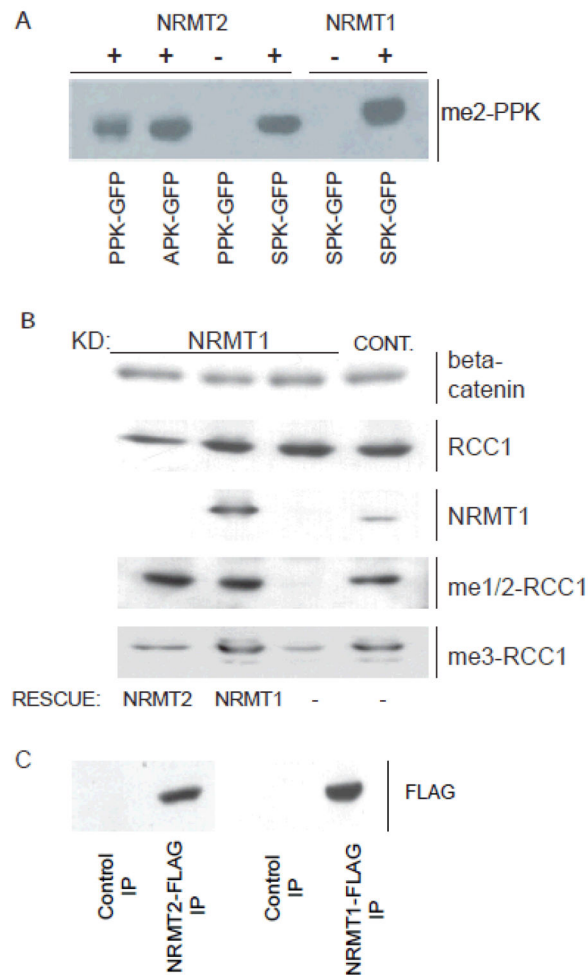 A
NRMT2 NRMT1
+ + - + - +
me2-PPK
PPK-GFP
APK-GFP
PPK-GFP
SPK-GFP
SPK-GFP
SPK-GFP
B
KD: NRMT1 CONT.
beta-
catenin
RCC1
NRMT1
me1/2-RCC1
me3-RCC1
RESCUE: NRMT2 NRMT1 - -
C
FLAG
Control
IP
NRMT2-FLAG
IP
Control
IP
NRMT1-FLAG
IP